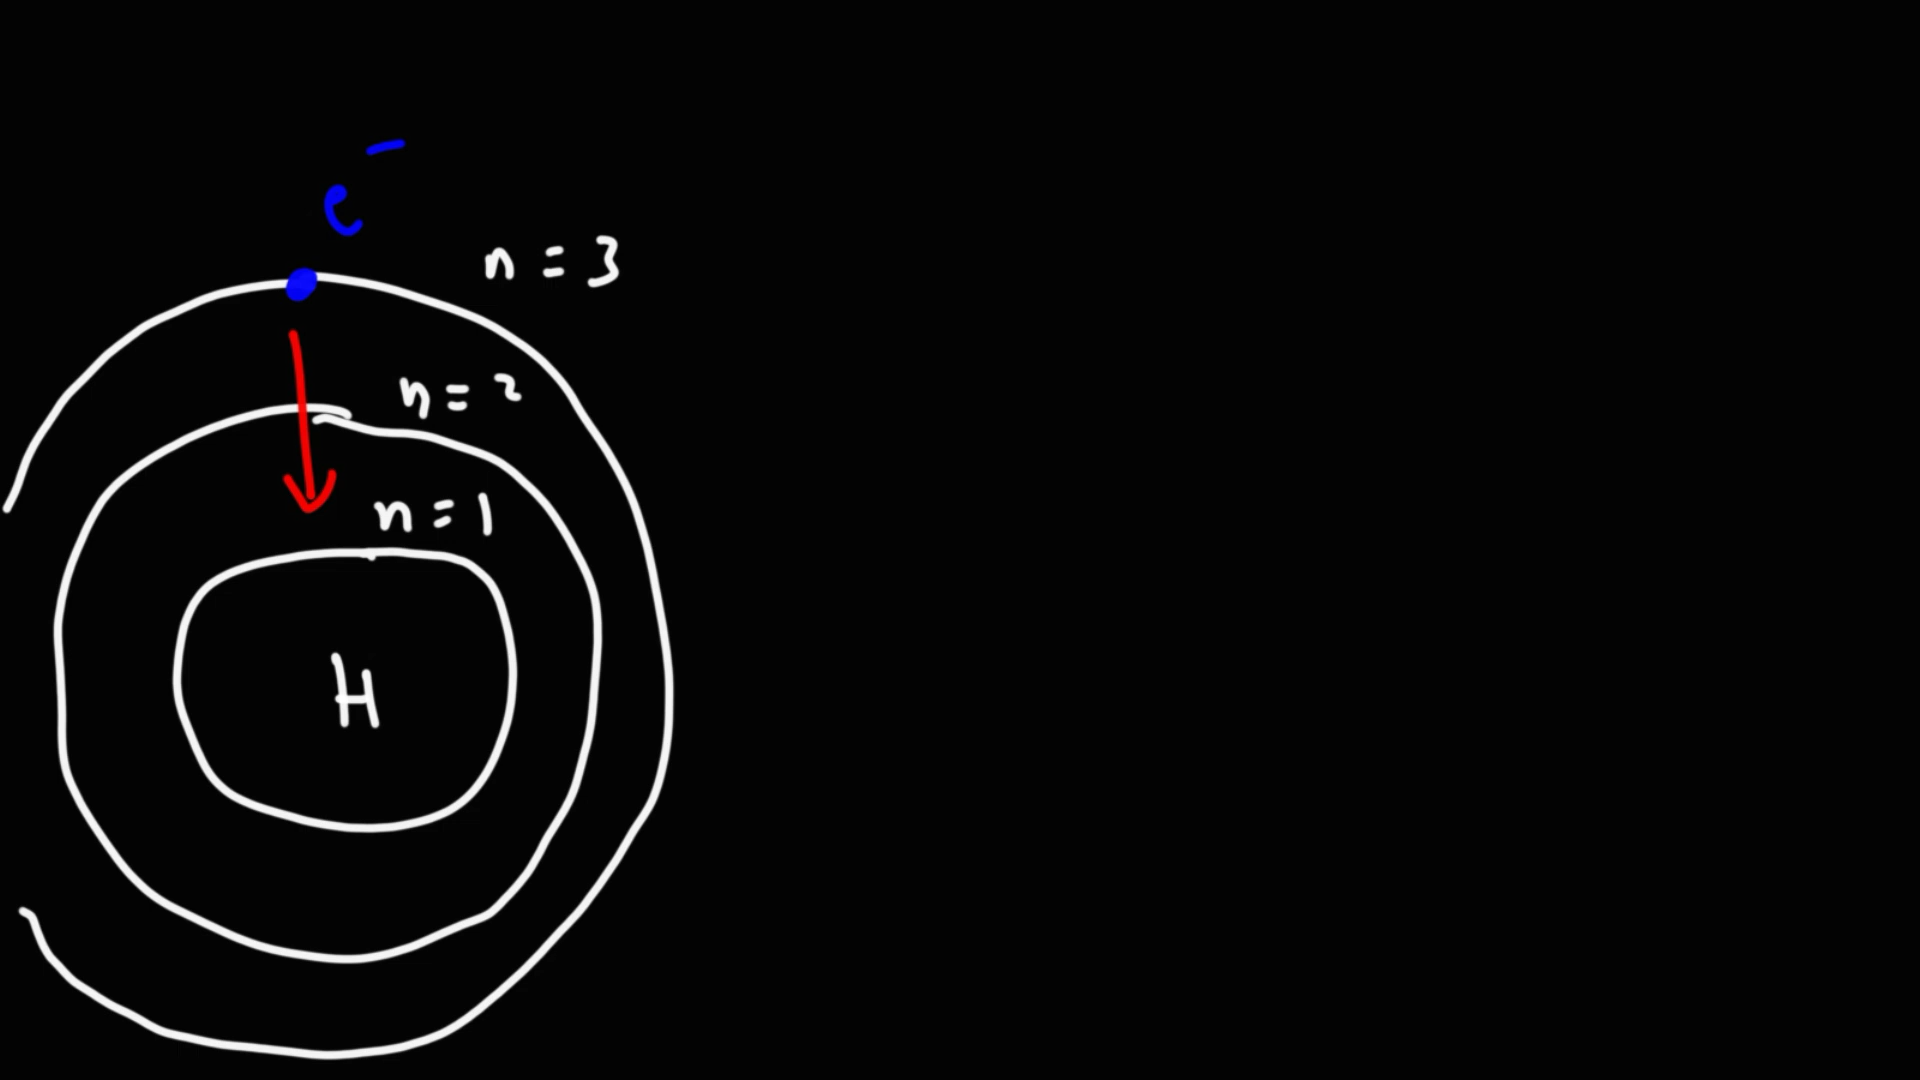 e⁻
n = 3
n = 2
n = 1
H